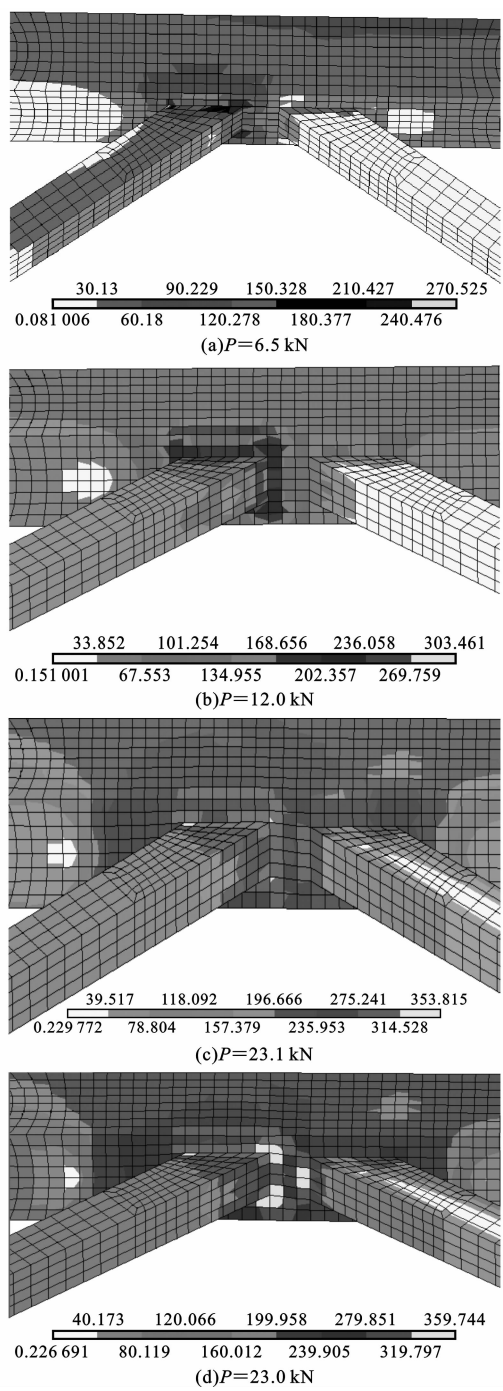 30.13 90.229 150.328 210.427 270.525
0.081 006 60.18 120.278 180.377 240.476
(a)P=6.5 kN
33.852 101.254 168.656 236.058 303.461
0.151 001 67.553 134.955 202.357 269.759
(b)P=12.0 kN
39.517 118.092 196.666 275.241 353.815
0.229 772 78.804 157.379 235.953 314.528
(c)P=23.1 kN
40.173 120.066 199.958 279.851 359.744
0.226 691 80.119 160.012 239.905 319.797
(d)P=23.0 kN